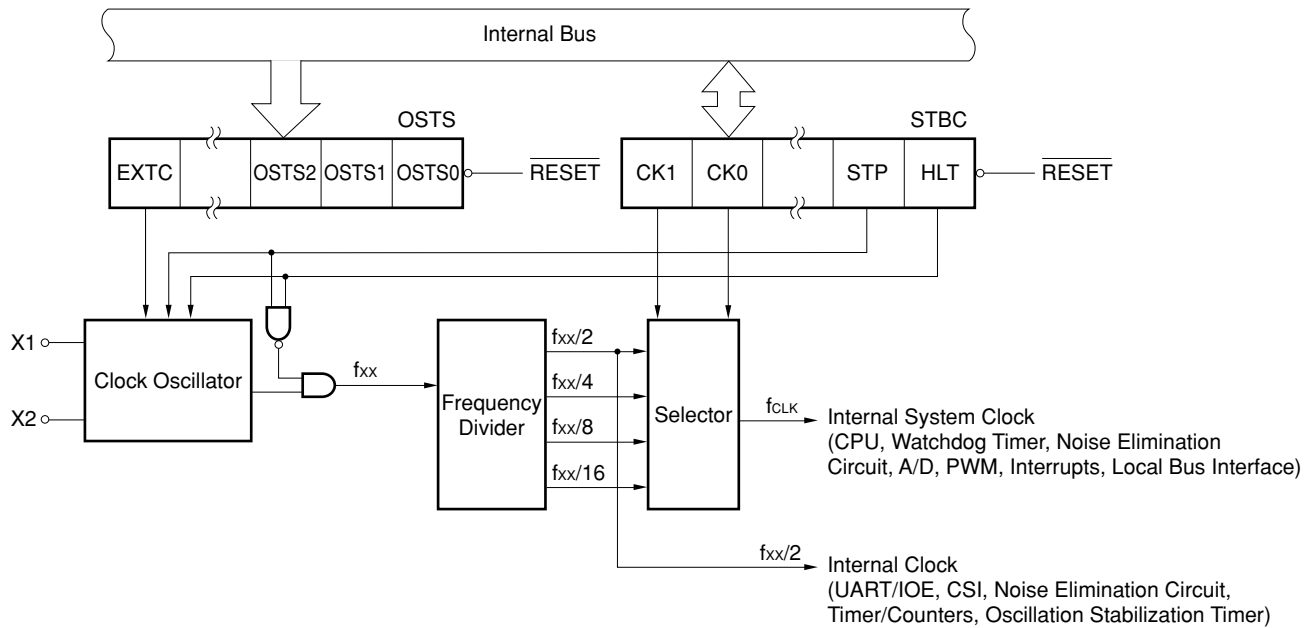 Internal Bus
OSTS
STBC
EXTC
OSTS2
OSTS1
OSTS0
RESET
CK1
CK0
STP
HLT
RESET
X1
X2
Clock Oscillator
fXX
Frequency
Divider
fXX/2
fXX/4
fXX/8
fXX/16
Selector
fCLK
Internal System Clock
(CPU, Watchdog Timer, Noise Elimination
Circuit, A/D, PWM, Interrupts, Local Bus Interface)
fXX/2
Internal Clock
(UART/IOE, CSI, Noise Elimination Circuit,
Timer/Counters, Oscillation Stabilization Timer)